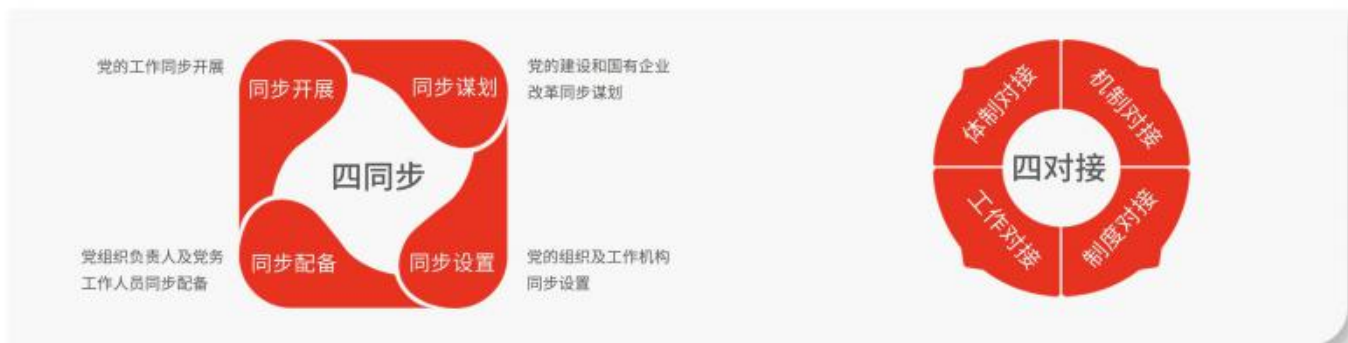 党的工作同步开展
同步开展
同步谋划
党的建设和国有企业
改革同步谋划
四同步
党组织负责人及党务
工作人员同步配备
同步配备
同步设置
党的组织及工作机构
同步设置
体制对接
机制对接
四对接
工作对接
制度对接